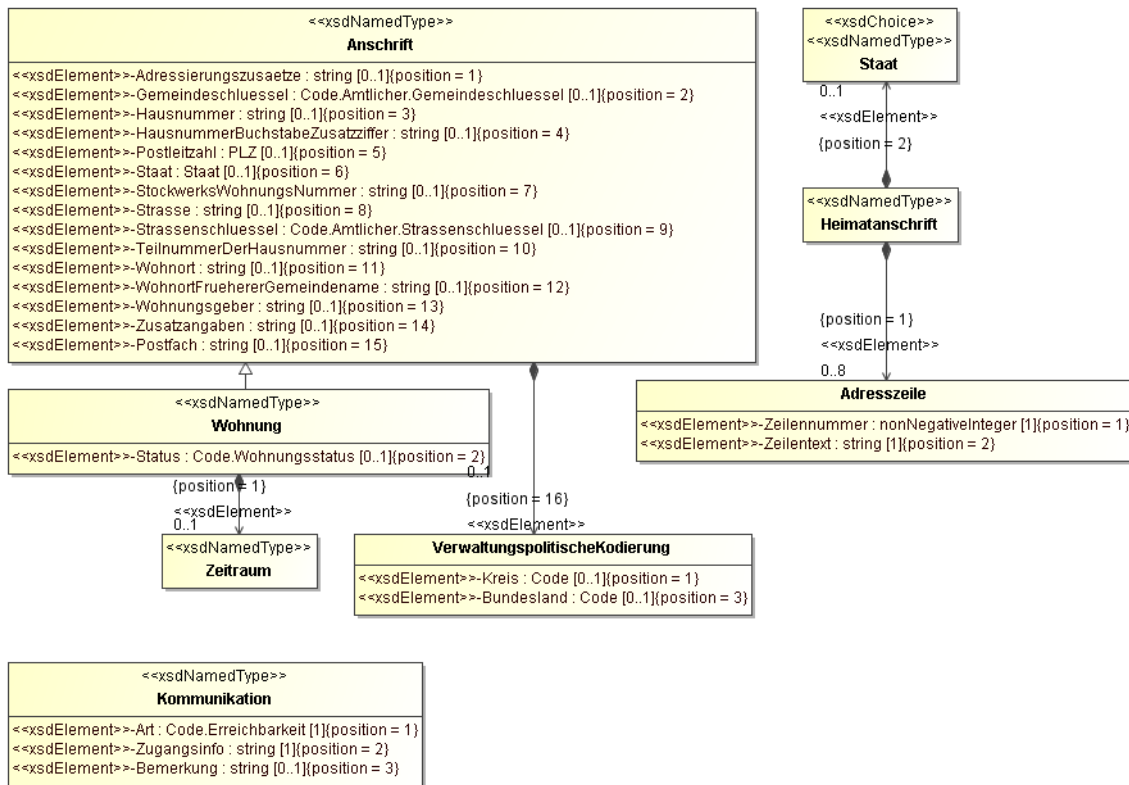 <<xsdNamedType>>
Anschrift
<<xsdElement>>-Adressierungszusaetze : string [0..1]{position = 1}
<<xsdElement>>-Gemeindeschluessel : Code.Amtlicher.Gemeindeschluessel [0..1]{position = 2}
<<xsdElement>>-Hausnummer : string [0..1]{position = 3}
<<xsdElement>>-HausnummerBuchstabeZusatzziffer : string [0..1]{position = 4}
<<xsdElement>>-Postleitzahl : PLZ [0..1]{position = 5}
<<xsdElement>>-Staat : Staat [0..1]{position = 6}
<<xsdElement>>-StockwerksWohnungsNummer : string [0..1]{position = 7}
<<xsdElement>>-Strasse : string [0..1]{position = 8}
<<xsdElement>>-Strassenschluessel : Code.Amtlicher.Strassenschluessel [0..1]{position = 9}
<<xsdElement>>-TeilnummerDerHausnummer : string [0..1]{position = 10}
<<xsdElement>>-Wohnort : string [0..1]{position = 11}
<<xsdElement>>-WohnortFruehererGemeindename : string [0..1]{position = 12}
<<xsdElement>>-Wohnungsgeber : string [0..1]{position = 13}
<<xsdElement>>-Zusatzangaben : string [0..1]{position = 14}
<<xsdElement>>-Postfach : string [0..1]{position = 15}
<<xsdChoice>>
<<xsdNamedType>>
Staat
0..1
<<xsdElement>>
{position = 2}
<<xsdNamedType>>
Heimatanschrift
{position = 1}
<<xsdElement>>
0..8
Adresszeile
<<xsdElement>>-Zeilennummer : nonNegativeInteger [1]{position = 1}
<<xsdElement>>-Zeilentext : string [1]{position = 2}
<<xsdNamedType>>
Wohnung
<<xsdElement>>-Status : Code.Wohnungsstatus [0..1]{position = 2}
{position = 1}
<<xsdElement>>
0..1
<<xsdNamedType>>
Zeitraum
0..1
{position = 16}
<<xsdElement>>
VerwaltungspolitischeKodierung
<<xsdElement>>-Kreis : Code [0..1]{position = 1}
<<xsdElement>>-Bundesland : Code [0..1]{position = 3}
<<xsdNamedType>>
Kommunikation
<<xsdElement>>-Art : Code.Erreichbarkeit [1]{position = 1}
<<xsdElement>>-Zugangsinfo : string [1]{position = 2}
<<xsdElement>>-Bemerkung : string [0..1]{position = 3}